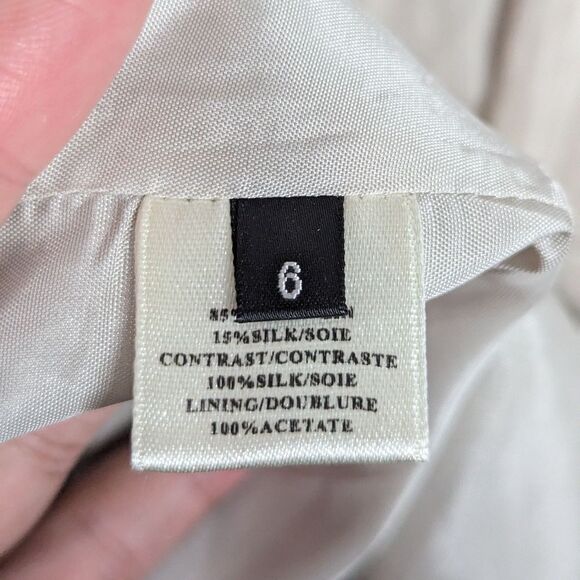 6
15%SILK/SOIE
CONTRAST/CONTRASTE
100%SILK/SOIE
LINING/DOUBLURE
100%ACETATE